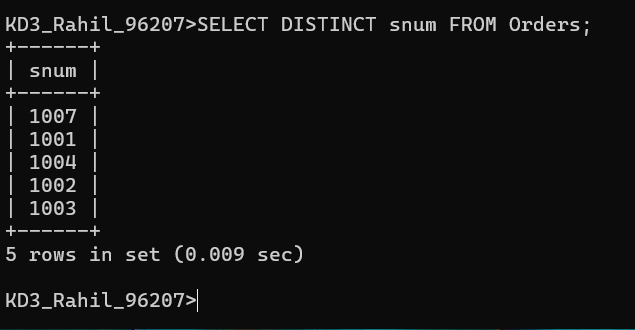 KD3_Rahil_96207>SELECT DISTINCT snum FROM Orders;
+------+
| snum |
+------+
| 1007 |
| 1001 |
| 1004 |
| 1002 |
| 1003 |
+------+
5 rows in set (0.009 sec)
KD3_Rahil_96207>